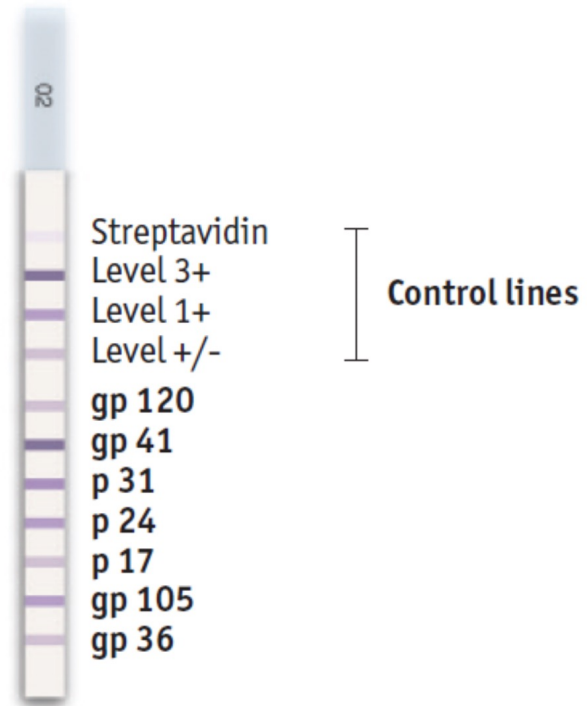 02
Streptavidin
Level 3+
Level 1+
Level +/-
Control lines
gp 120
gp 41
p 31
p 24
p 17
gp 105
gp 36